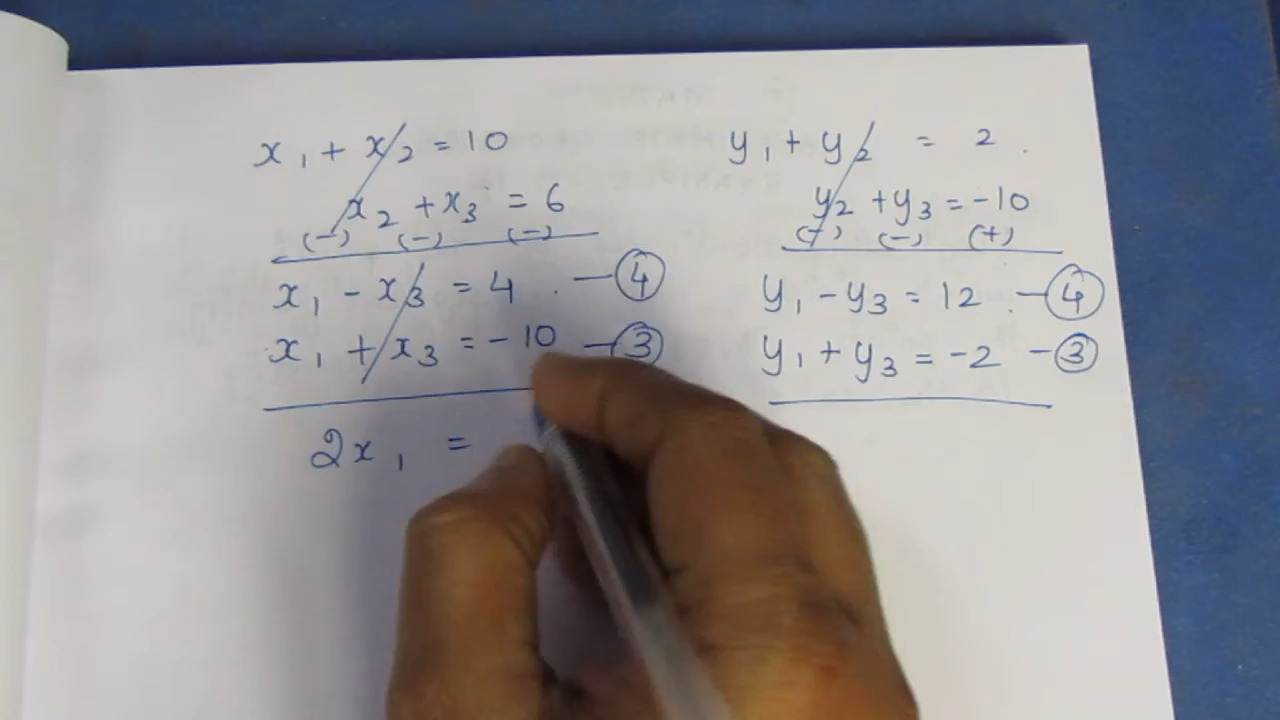 x₁ + x₂ = 10
x₂ + x₃ = 6
(−) (−) (−)
x₁ − x₃ = 4 — ④
x₁ + x₃ = −10 — ③
2x₁ =
y₁ + y₂ = 2
y₂ + y₃ = −10
(−) (−) (+)
y₁ − y₃ = 12 — ④
y₁ + y₃ = −2 — ③